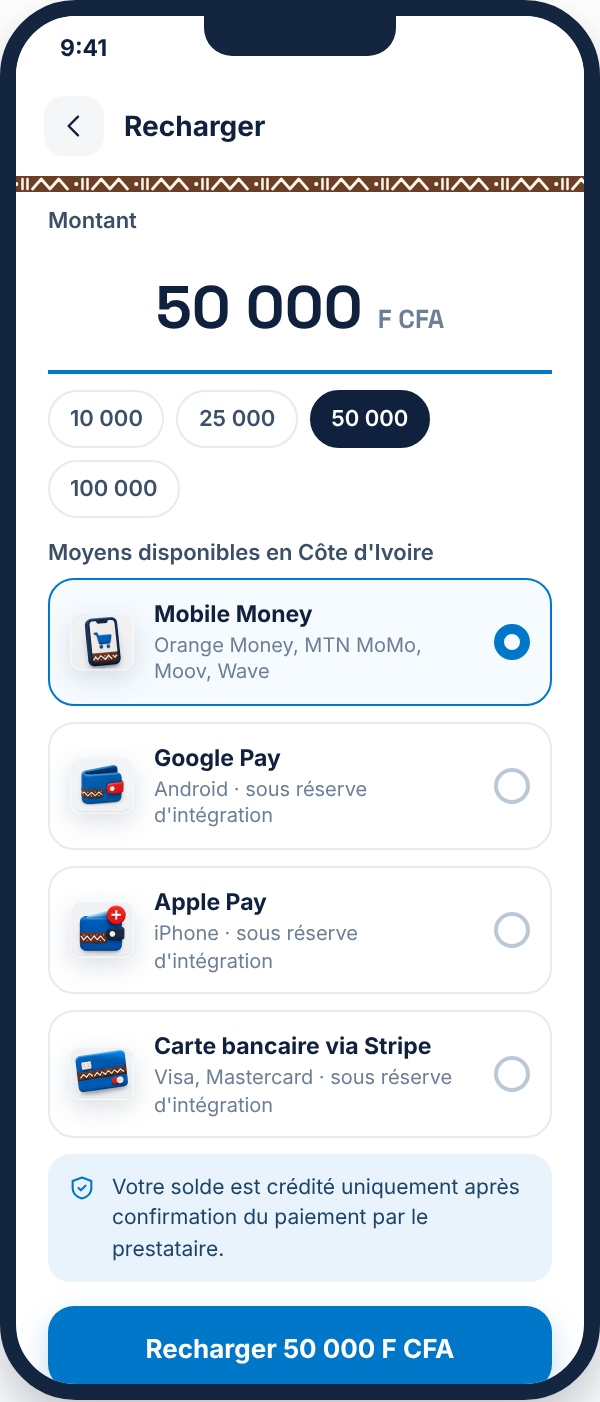 9:41
Recharger
Montant
50 000 F CFA
10 000
25 000
50 000
100 000
Moyens disponibles en Côte d'Ivoire
Mobile Money
Orange Money, MTN MoMo,
Moov, Wave
Google Pay
Android · sous réserve
d'intégration
Apple Pay
iPhone · sous réserve
d'intégration
Carte bancaire via Stripe
Visa, Mastercard · sous réserve
d'intégration
Votre solde est crédité uniquement après
confirmation du paiement par le
prestataire.
Recharger 50 000 F CFA